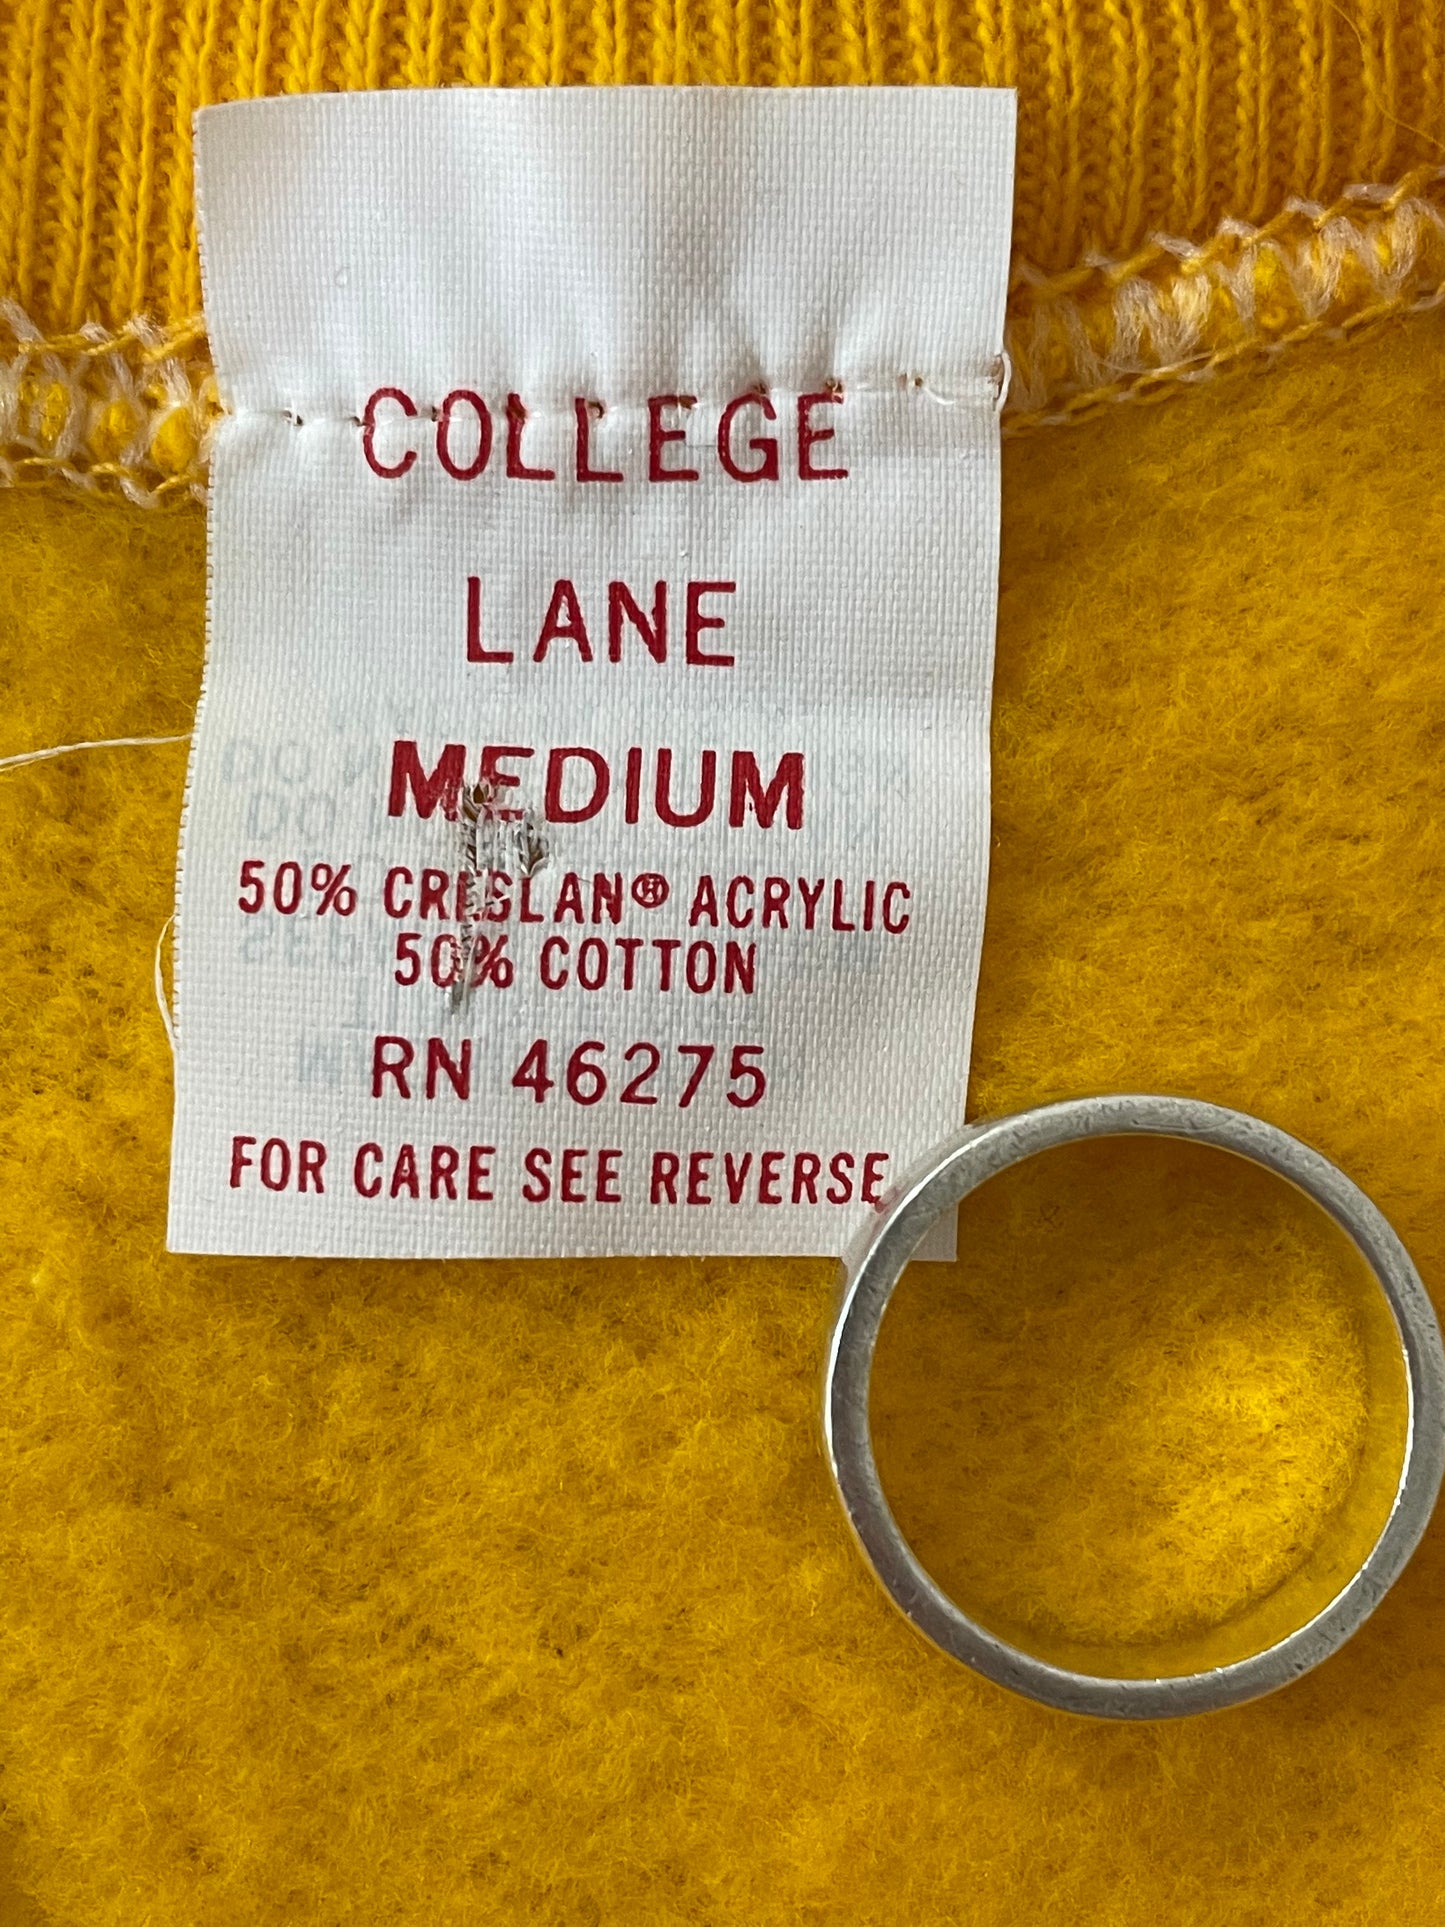 COLLEGE
LANE
MEDIUM
50% CRESLAN® ACRYLIC
50% COTTON
RN 46275
FOR CARE SEE REVERSE